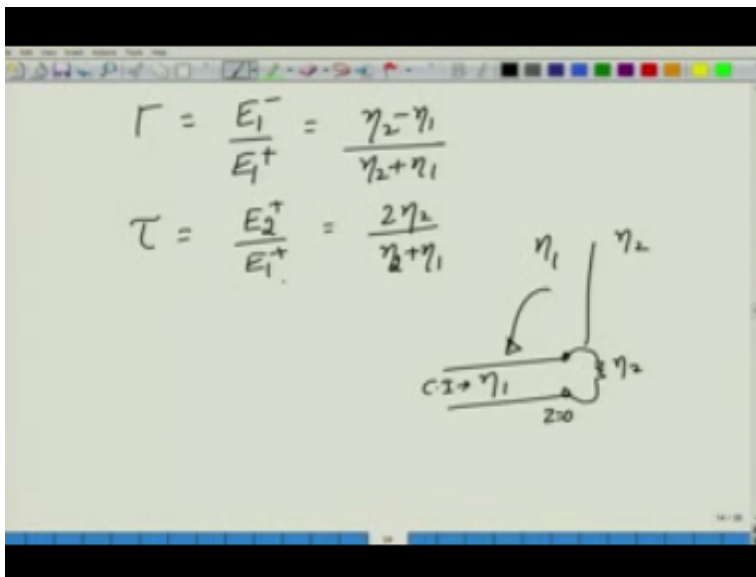 Γ = E₁⁻ / E₁⁺ = η₂ - η₁ / η₂ + η₁
τ = E₂⁺ / E₁⁺ = 2η₂ / η₂ + η₁
η₁ η₂
C.I → η₁ η₂
Z=0